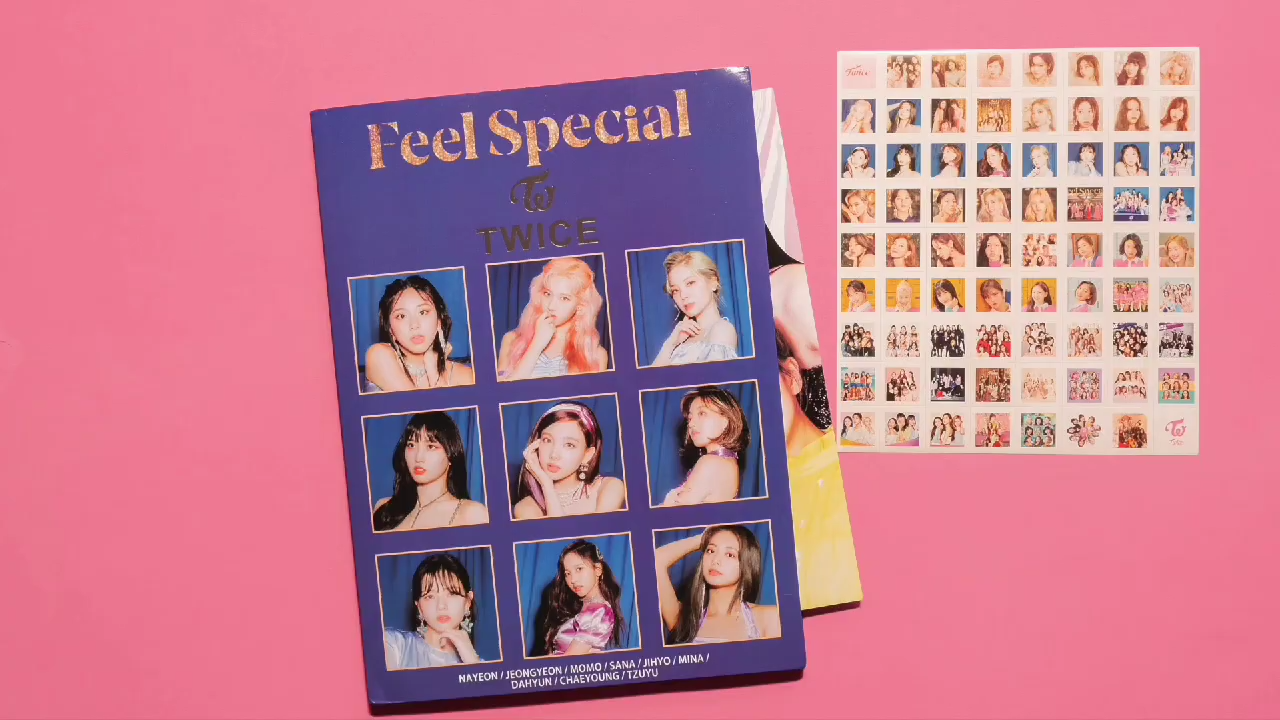 Feel Special
TWICE
NAYEON / JEONGYEON / MOMO / SANA / JIHYO / MINA /
DAHYUN / CHAEYOUNG / TZUYU